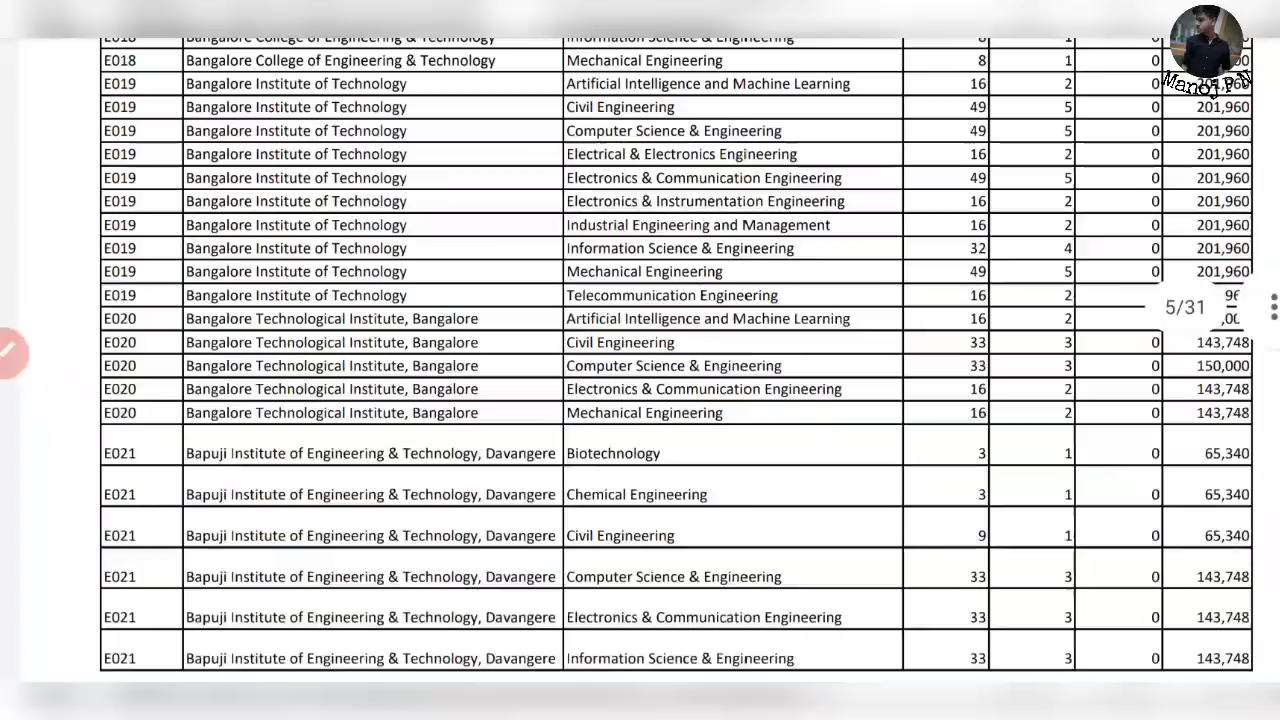 E018 Bangalore College of Engineering & Technology Information Science & Engineering 8 1 0
E018 Bangalore College of Engineering & Technology Mechanical Engineering 8 1 0
Manoj P N
E019 Bangalore Institute of Technology Artificial Intelligence and Machine Learning 16 2 0 201,960
E019 Bangalore Institute of Technology Civil Engineering 49 5 0 201,960
E019 Bangalore Institute of Technology Computer Science & Engineering 49 5 0 201,960
E019 Bangalore Institute of Technology Electrical & Electronics Engineering 16 2 0 201,960
E019 Bangalore Institute of Technology Electronics & Communication Engineering 49 5 0 201,960
E019 Bangalore Institute of Technology Electronics & Instrumentation Engineering 16 2 0 201,960
E019 Bangalore Institute of Technology Industrial Engineering and Management 16 2 0 201,960
E019 Bangalore Institute of Technology Information Science & Engineering 32 4 0 201,960
E019 Bangalore Institute of Technology Mechanical Engineering 49 5 0 201,960
E019 Bangalore Institute of Technology Telecommunication Engineering 16 2
5/31
E020 Bangalore Technological Institute, Bangalore Artificial Intelligence and Machine Learning 16 2
E020 Bangalore Technological Institute, Bangalore Civil Engineering 33 3 0 143,748
E020 Bangalore Technological Institute, Bangalore Computer Science & Engineering 33 3 0 150,000
E020 Bangalore Technological Institute, Bangalore Electronics & Communication Engineering 16 2 0 143,748
E020 Bangalore Technological Institute, Bangalore Mechanical Engineering 16 2 0 143,748
E021 Bapuji Institute of Engineering & Technology, Davangere Biotechnology 3 1 0 65,340
E021 Bapuji Institute of Engineering & Technology, Davangere Chemical Engineering 3 1 0 65,340
E021 Bapuji Institute of Engineering & Technology, Davangere Civil Engineering 9 1 0 65,340
E021 Bapuji Institute of Engineering & Technology, Davangere Computer Science & Engineering 33 3 0 143,748
E021 Bapuji Institute of Engineering & Technology, Davangere Electronics & Communication Engineering 33 3 0 143,748
E021 Bapuji Institute of Engineering & Technology, Davangere Information Science & Engineering 33 3 0 143,748